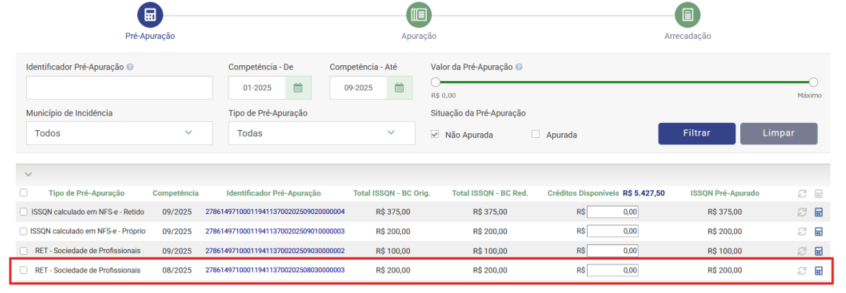 Pré-Apuração
Apuração
Arrecadação
Identificador Pré-Apuração
Competência - De
Competência - Até
Valor da Pré-Apuração
01-2025
09-2025
R$ 0,00
Máximo
Município de Incidência
Tipo de Pré-Apuração
Situação da Pré-Apuração
Todos
Todas
Não Apurada
Apurada
Filtrar
Limpar
Tipo de Pré-Apuração Competência Identificador Pré-Apuração Total ISSQN - BC Orig. Total ISSQN - BC Red. Créditos Disponíveis R$ 5.427,50 ISSQN Pré-Apurado
ISSQN calculado em NFS-e - Retido 09/2025 2786149710001194113700202509020000004 R$ 375,00 R$ 375,00 R$ 0,00 R$ 375,00
ISSQN calculado em NFS-e - Próprio 09/2025 2786149710001194113700202509010000003 R$ 200,00 R$ 200,00 R$ 0,00 R$ 200,00
RET - Sociedade de Profissionais 09/2025 2786149710001194113700202509030000002 R$ 100,00 R$ 100,00 R$ 0,00 R$ 100,00
RET - Sociedade de Profissionais 08/2025 2786149710001194113700202508030000003 R$ 200,00 R$ 200,00 R$ 0,00 R$ 200,00